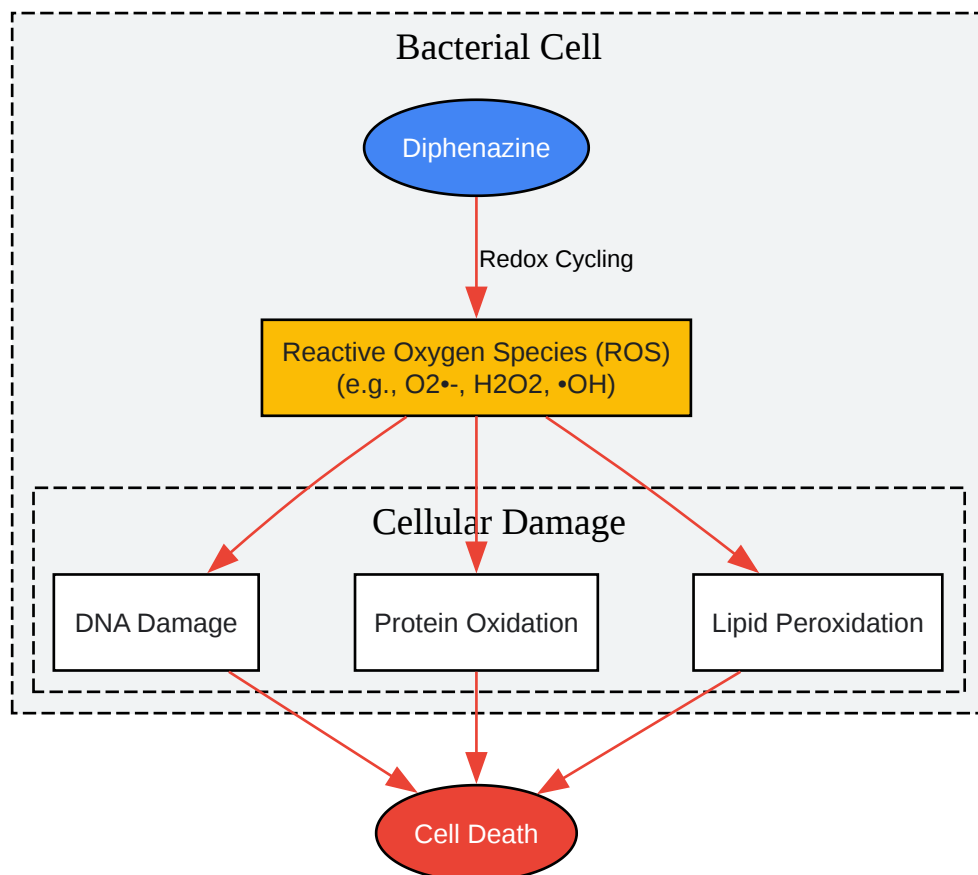 Bacterial Cell
Diphenazine
Redox Cycling
Reactive Oxygen Species (ROS)
(e.g., O2•-, H2O2, •OH)
Cellular Damage
DNA Damage
Protein Oxidation
Lipid Peroxidation
Cell Death